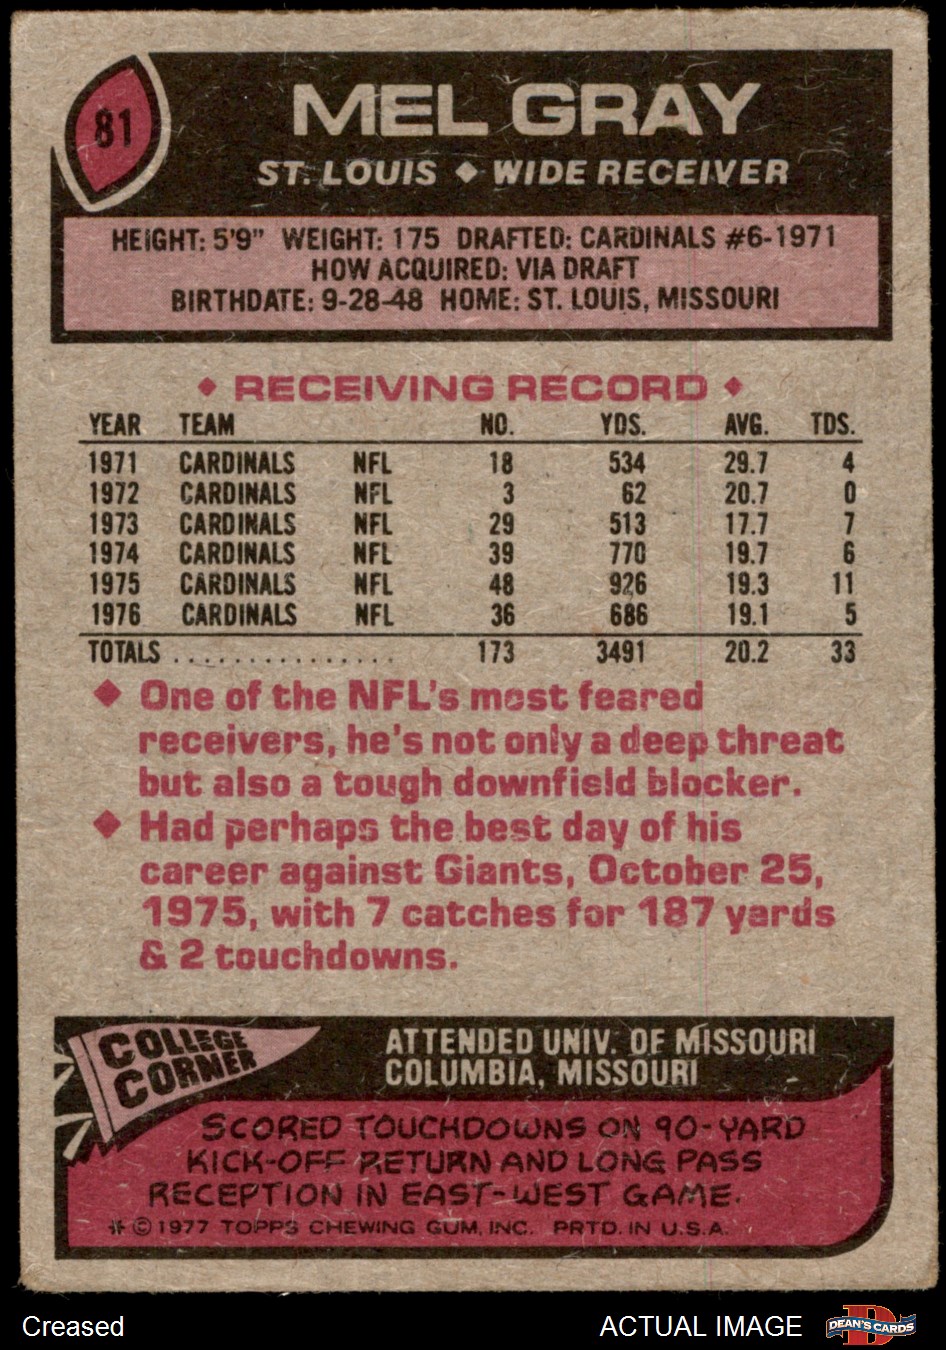 81
MEL GRAY
ST. LOUIS ◆ WIDE RECEIVER
HEIGHT: 5'9" WEIGHT: 175 DRAFTED: CARDINALS #6-1971
HOW ACQUIRED: VIA DRAFT
BIRTHDATE: 9-28-48 HOME: ST. LOUIS, MISSOURI
◆ RECEIVING RECORD ◆
YEAR TEAM NO. YDS. AVG. TDS.
1971 CARDINALS NFL 18 534 29.7 4
1972 CARDINALS NFL 3 62 20.7 0
1973 CARDINALS NFL 29 513 17.7 7
1974 CARDINALS NFL 39 770 19.7 6
1975 CARDINALS NFL 48 926 19.3 11
1976 CARDINALS NFL 36 686 19.1 5
TOTALS ............... 173 3491 20.2 33
◆ One of the NFL's most feared
receivers, he's not only a deep threat
but also a tough downfield blocker.
◆ Had perhaps the best day of his
career against Giants, October 25,
1975, with 7 catches for 187 yards
& 2 touchdowns.
COLLEGE
CORNER
ATTENDED UNIV. OF MISSOURI
COLUMBIA, MISSOURI
SCORED TOUCHDOWNS ON 90-YARD
KICK-OFF RETURN AND LONG PASS
RECEPTION IN EAST-WEST GAME.
* © 1977 TOPPS CHEWING GUM, INC. PRTD. IN U.S.A.
Creased
ACTUAL IMAGE
D
DEAN'S CARDS